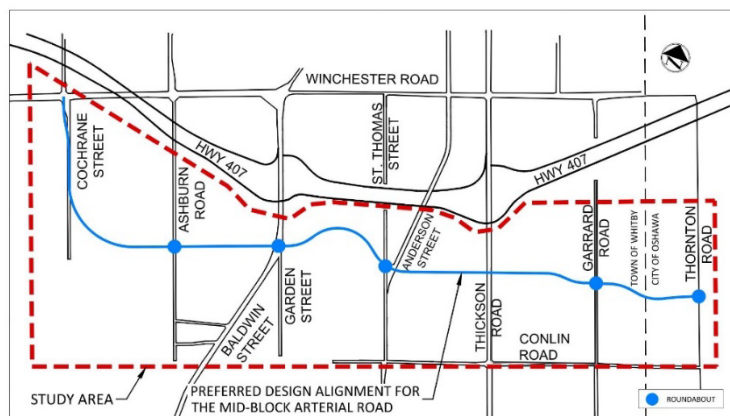 WINCHESTER ROAD
COCHRANE
STREET
ASHBURN
ROAD
GARDEN
STREET
BALDWIN
STREET
ST. THOMAS
STREET
ANDERSON
STREET
HWY 407
HWY 407
THICKSON
ROAD
GARRARD
ROAD
TOWN OF WHITBY
CITY OF OSHAWA
THORNTON
ROAD
CONLIN
ROAD
STUDY AREA
PREFERRED DESIGN ALIGNMENT FOR
THE MID-BLOCK ARTERIAL ROAD
ROUNDABOUT